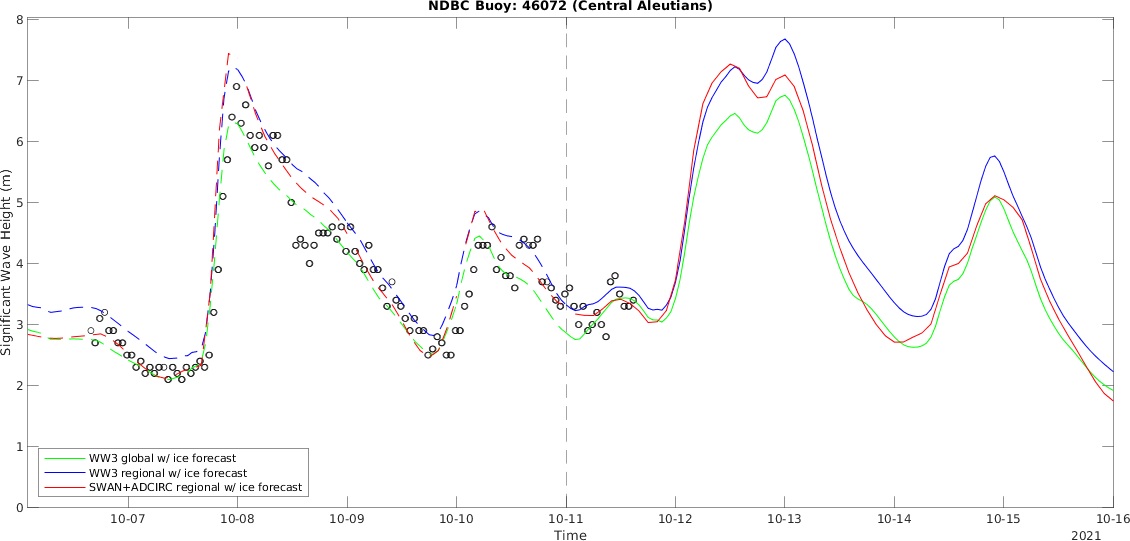 NDBC Buoy: 46072 (Central Aleutians)
8
7
6
5
4
3
2
1
0
Significant Wave Height (m)
WW3 global w/ ice forecast
WW3 regional w/ ice forecast
SWAN+ADCIRC regional w/ ice forecast
10-07 10-08 10-09 10-10 10-11 10-12 10-13 10-14 10-15 10-16
Time
2021